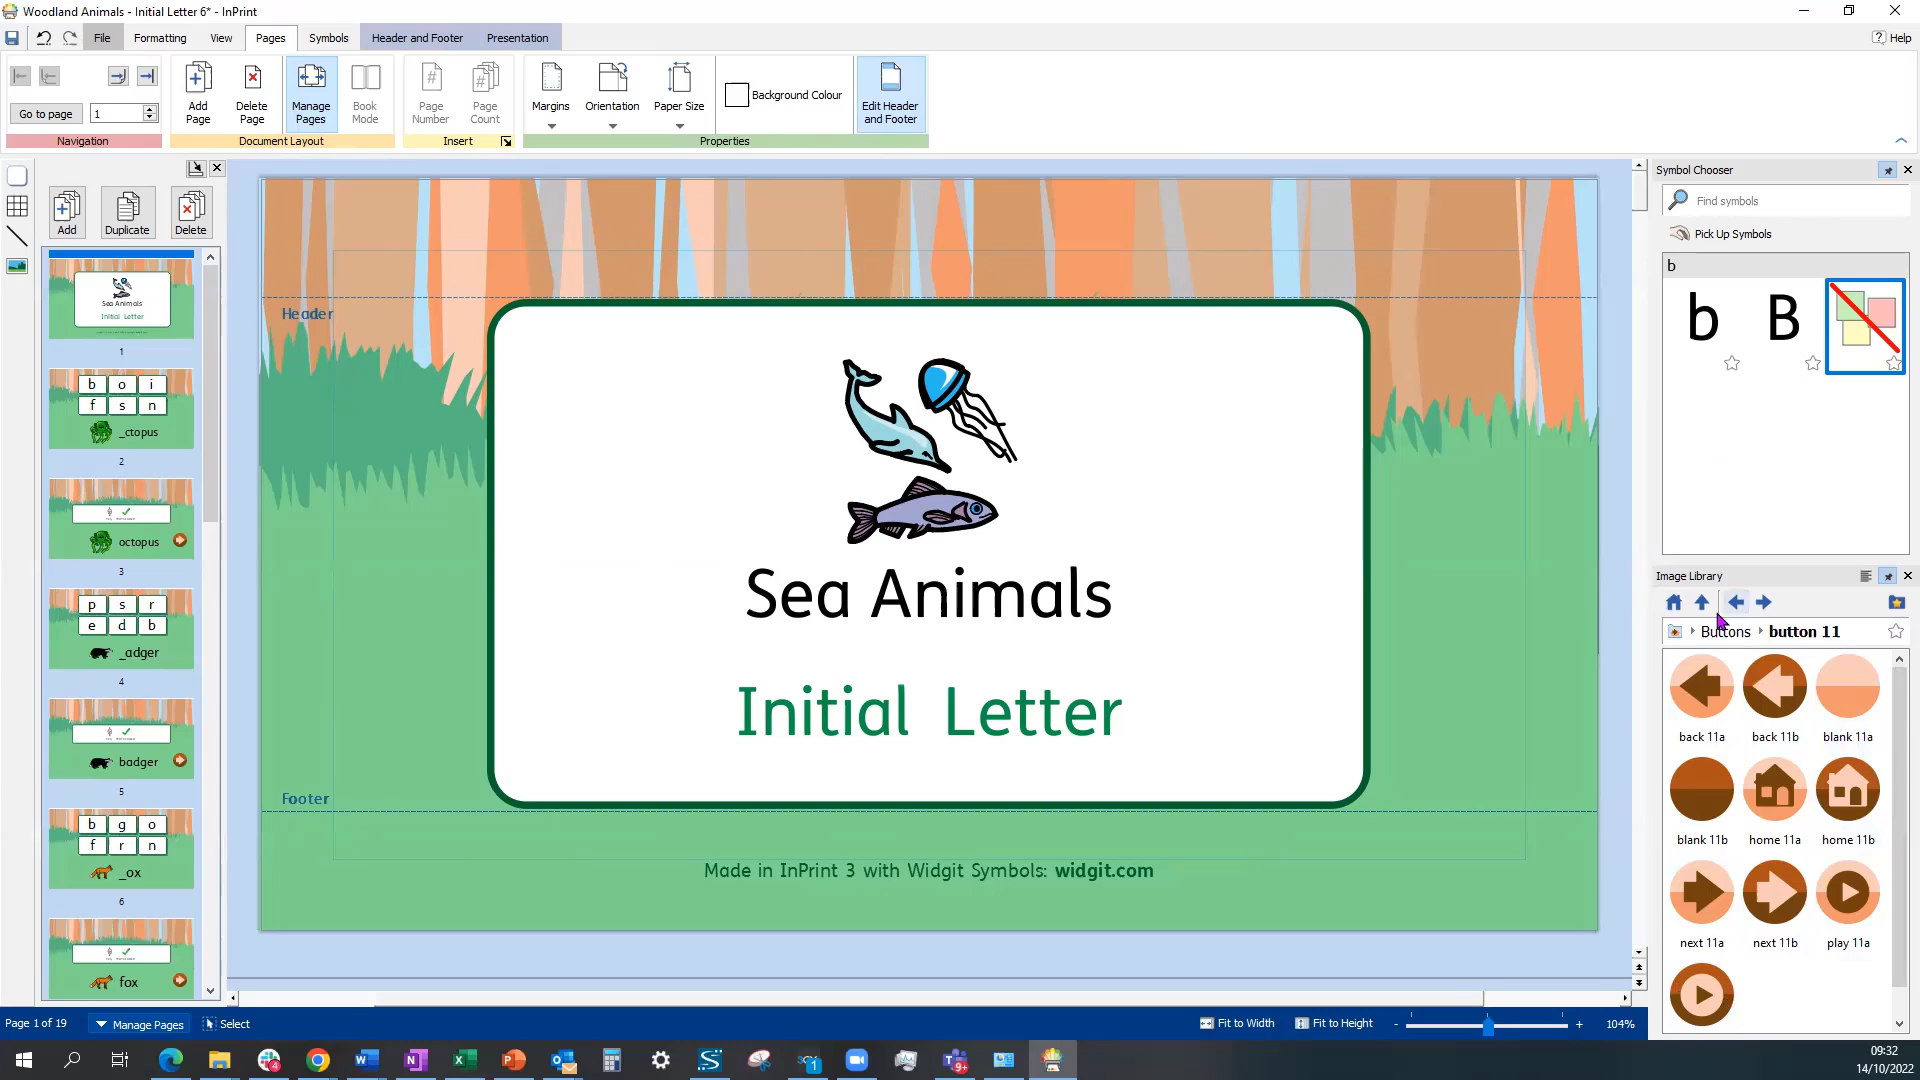 Woodland Animals - Initial Letter 6* - InPrint
File
Formatting
View
Pages
Symbols
Header and Footer
Presentation
Help
Go to page
1
Navigation
Add Page
Delete Page
Manage Pages
Book Mode
Document Layout
Page Number
Page Count
Insert
Margins
Orientation
Paper Size
Background Colour
Edit Header and Footer
Properties
Add
Duplicate
Delete
Sea Animals
Initial Letter
1
b o i
f s n
_ctopus
2
octopus
3
p s r
e d b
_adger
4
badger
5
b g o
f r n
_ox
6
fox
Header
Sea Animals
Initial Letter
Footer
Made in InPrint 3 with Widgit Symbols: widgit.com
Symbol Chooser
Find symbols
Pick Up Symbols
b
b B
Image Library
Buttons
button 11
back 11a
back 11b
blank 11a
blank 11b
home 11a
home 11b
next 11a
next 11b
play 11a
Page 1 of 19
Manage Pages
Select
Fit to Width
Fit to Height
- +
104%
09:32
14/10/2022